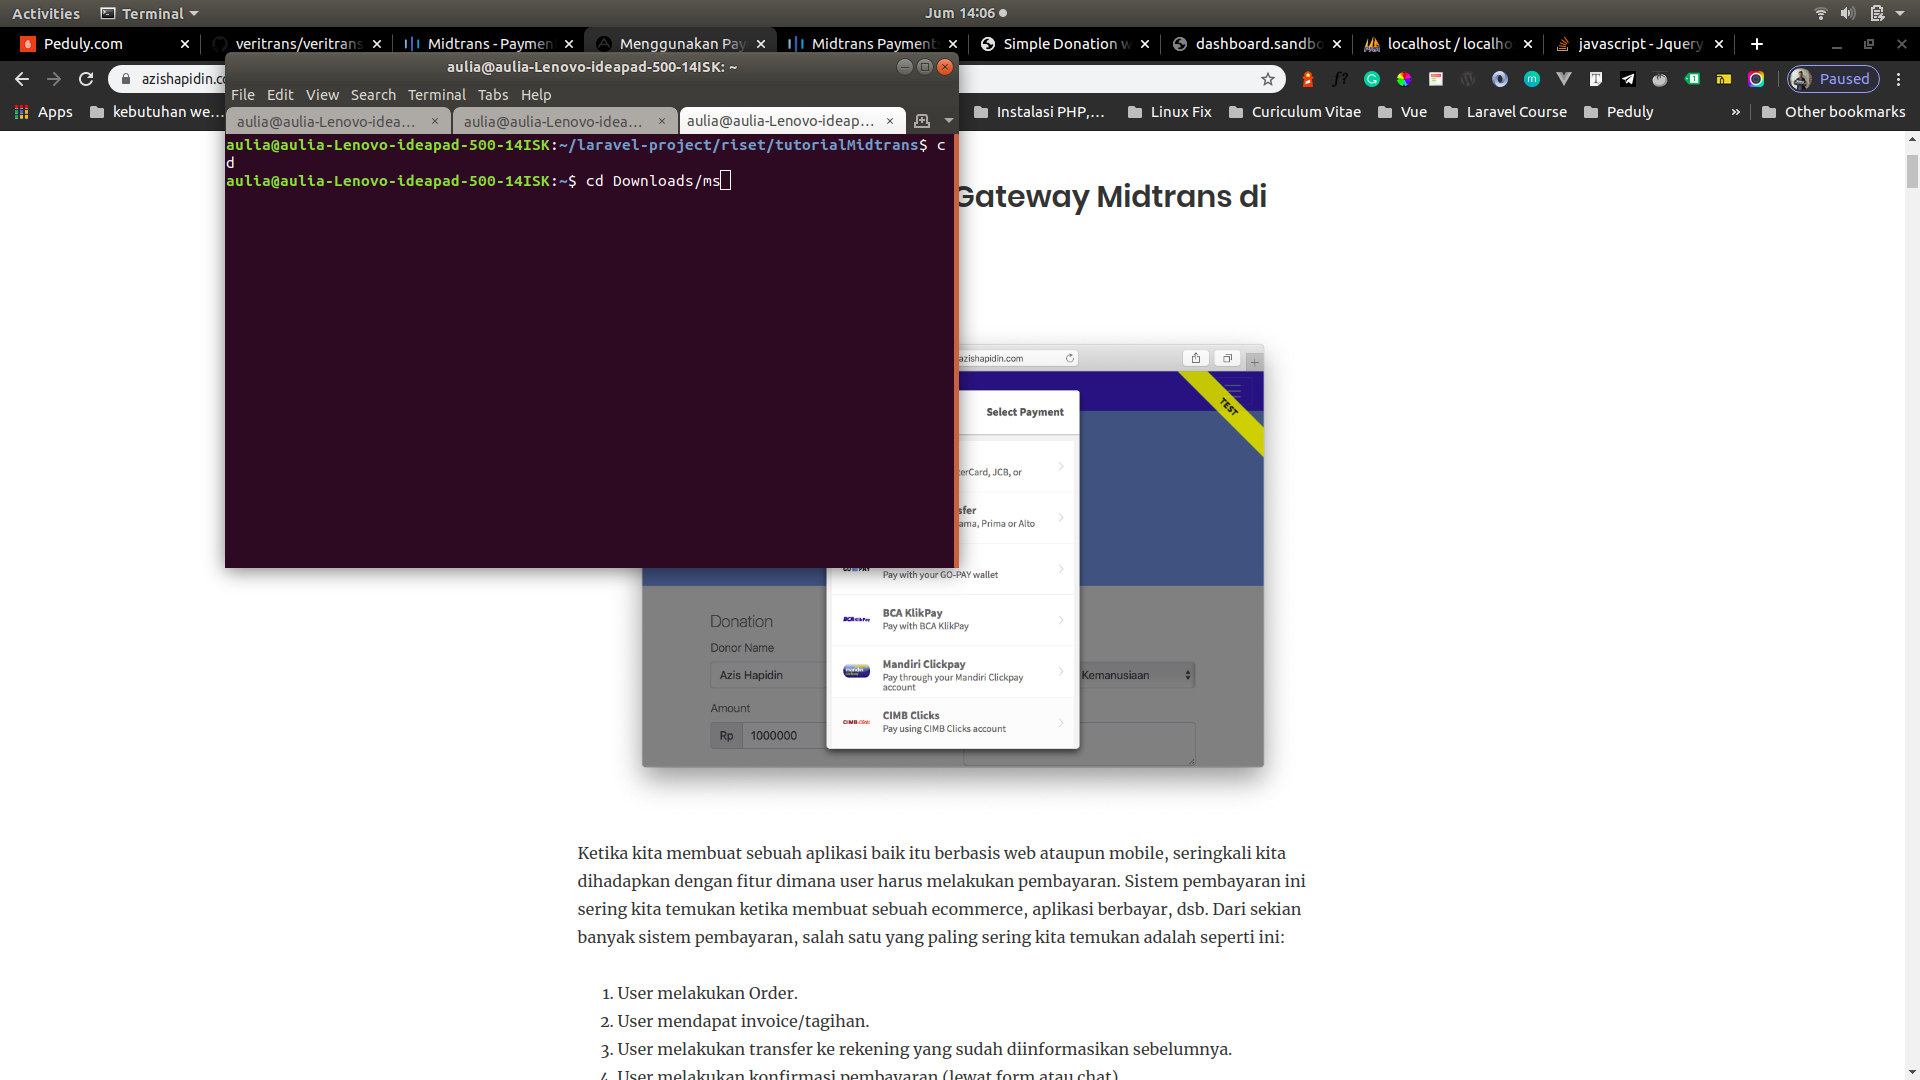 Activities Terminal Jum 14:06
Peduly.com veritrans/veritrans Midtrans - Payment Menggunakan Pay Midtrans Payment Simple Donation w dashboard.sandbo localhost / localho javascript - Jquery
azishapidin.co Paused
Apps kebutuhan we... Instalasi PHP,... Linux Fix Curiculum Vitae Vue Laravel Course Peduly » Other bookmarks
aulia@aulia-Lenovo-ideapad-500-14ISK: ~
File Edit View Search Terminal Tabs Help
aulia@aulia-Lenovo-idea... aulia@aulia-Lenovo-idea... aulia@aulia-Lenovo-ideap...
aulia@aulia-Lenovo-ideapad-500-14ISK:~/laravel-project/riset/tutorialMidtrans$ c
d
aulia@aulia-Lenovo-ideapad-500-14ISK:~$ cd Downloads/ms
Gateway Midtrans di
azishapidin.com
TEST
Select Payment
terCard, JCB, or
sfer
ama, Prima or Alto
Pay with your GO-PAY wallet
BCA KlikPay
Pay with BCA KlikPay
Mandiri Clickpay
Pay through your Mandiri Clickpay
account
CIMB Clicks
Pay using CIMB Clicks account
Donation
Donor Name
Azis Hapidin
Kemanusiaan
Amount
Rp 1000000
Ketika kita membuat sebuah aplikasi baik itu berbasis web ataupun mobile, seringkali kita
dihadapkan dengan fitur dimana user harus melakukan pembayaran. Sistem pembayaran ini
sering kita temukan ketika membuat sebuah ecommerce, aplikasi berbayar, dsb. Dari sekian
banyak sistem pembayaran, salah satu yang paling sering kita temukan adalah seperti ini:
1. User melakukan Order.
2. User mendapat invoice/tagihan.
3. User melakukan transfer ke rekening yang sudah diinformasikan sebelumnya.
4. User melakukan konfirmasi pembayaran (lewat form atau chat)